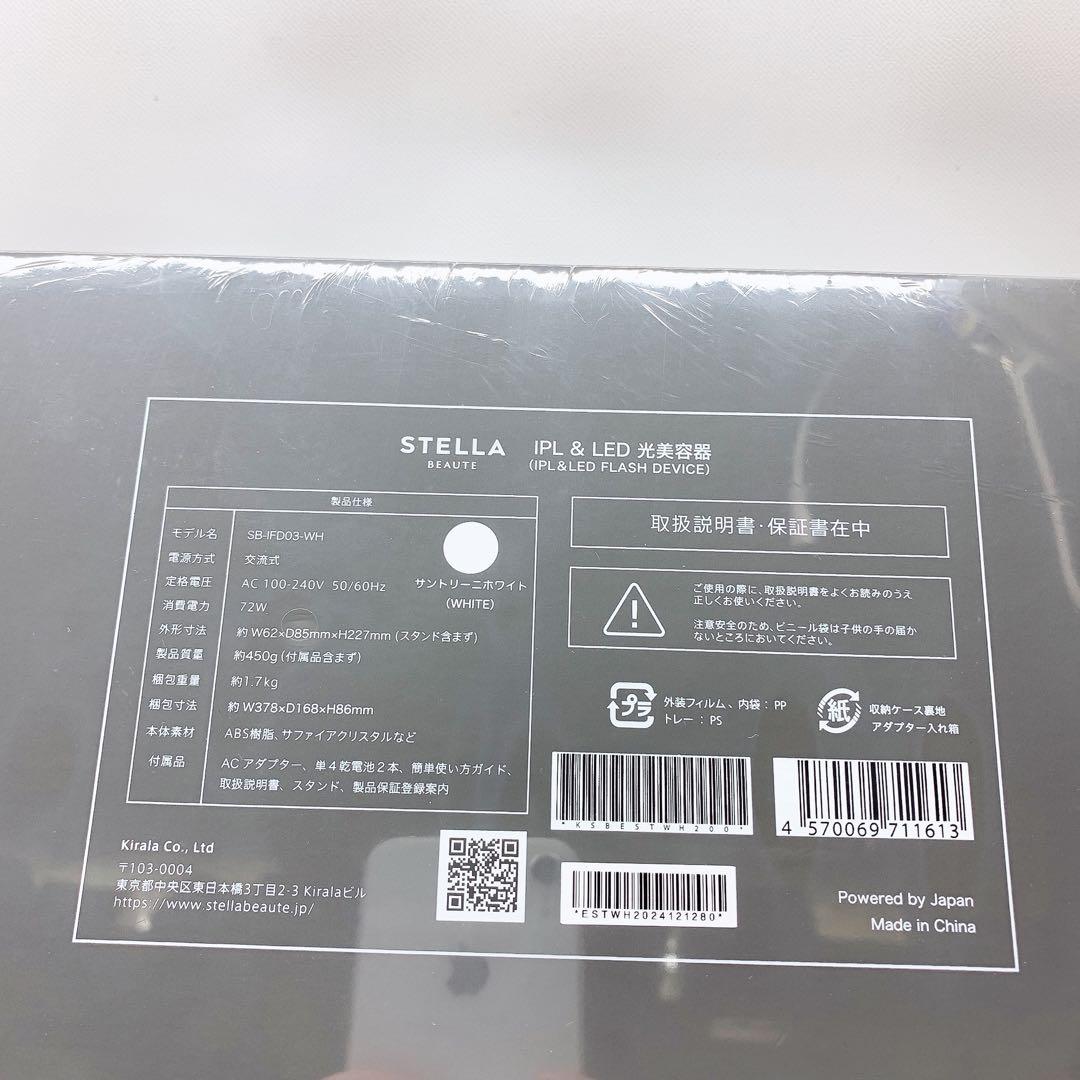 STELLA
BEAUTE
IPL & LED 光美容器
(IPL&LED FLASH DEVICE)
製品仕様
モデル名 SB-IFD03-WH
電源方式 交流式
定格電圧 AC 100-240V 50/60Hz
消費電力 72W
外形寸法 約 W62×D85mm×H227mm (スタンド含まず)
製品質量 約450g (付属品含まず)
梱包重量 約1.7kg
梱包寸法 約 W378×D168×H86mm
本体素材 ABS樹脂、サファイアクリスタルなど
付属品 ACアダプター、単4乾電池2本、簡単使い方ガイド、
取扱説明書、スタンド、製品保証登録案内
サントリーニホワイト
(WHITE)
取扱説明書・保証書在中
ご使用の際に、取扱説明書をよくお読みのうえ
正しくお使いください。
注意安全のため、ビニール袋は子供の手の届か
ないところにおいてください。
プラ
外装フィルム、内袋：PP
トレー：PS
紙
収納ケース裏地
アダプター入れ箱
*KSBESTWH200*
4 570069 711613
*ESTWH2024121280*
Kirala Co., Ltd
〒103-0004
東京都中央区東日本橋3丁目2-3 Kiralaビル
https://www.stellabeaute.jp/
Powered by Japan
Made in China